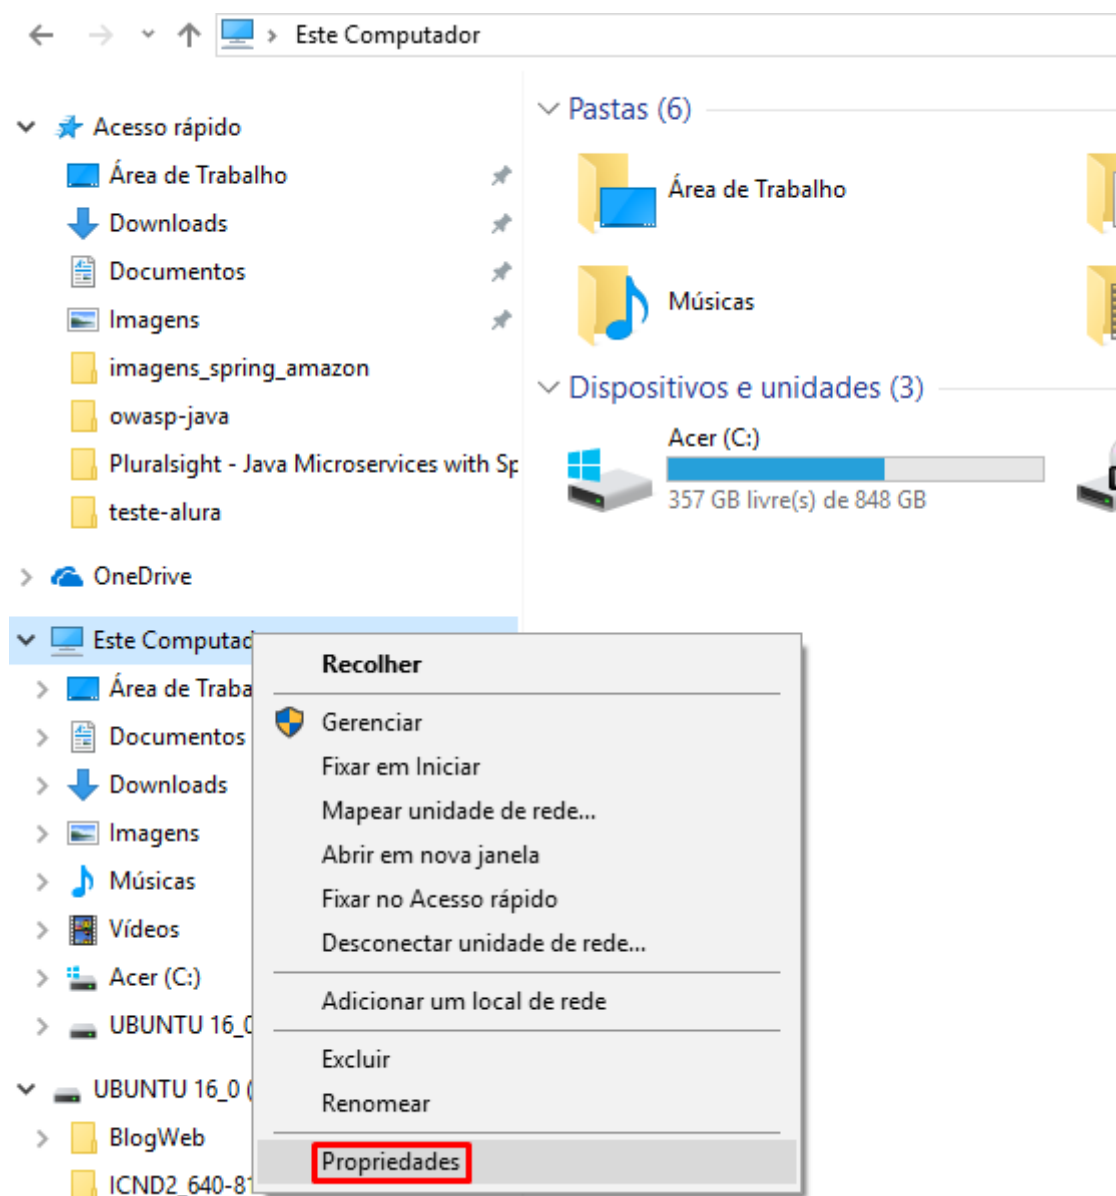 Este Computador
Acesso rápido
Área de Trabalho
Downloads
Documentos
Imagens
imagens_spring_amazon
owasp-java
Pluralsight - Java Microservices with Sp
teste-alura
OneDrive
Este Computad
Área de Traba
Documentos
Downloads
Imagens
Músicas
Vídeos
Acer (C:)
UBUNTU 16_0
UBUNTU 16_0 (
BlogWeb
ICND2_640-81
Pastas (6)
Área de Trabalho
Músicas
Dispositivos e unidades (3)
Acer (C:)
357 GB livre(s) de 848 GB
Recolher
Gerenciar
Fixar em Iniciar
Mapear unidade de rede...
Abrir em nova janela
Fixar no Acesso rápido
Desconectar unidade de rede...
Adicionar um local de rede
Excluir
Renomear
Propriedades